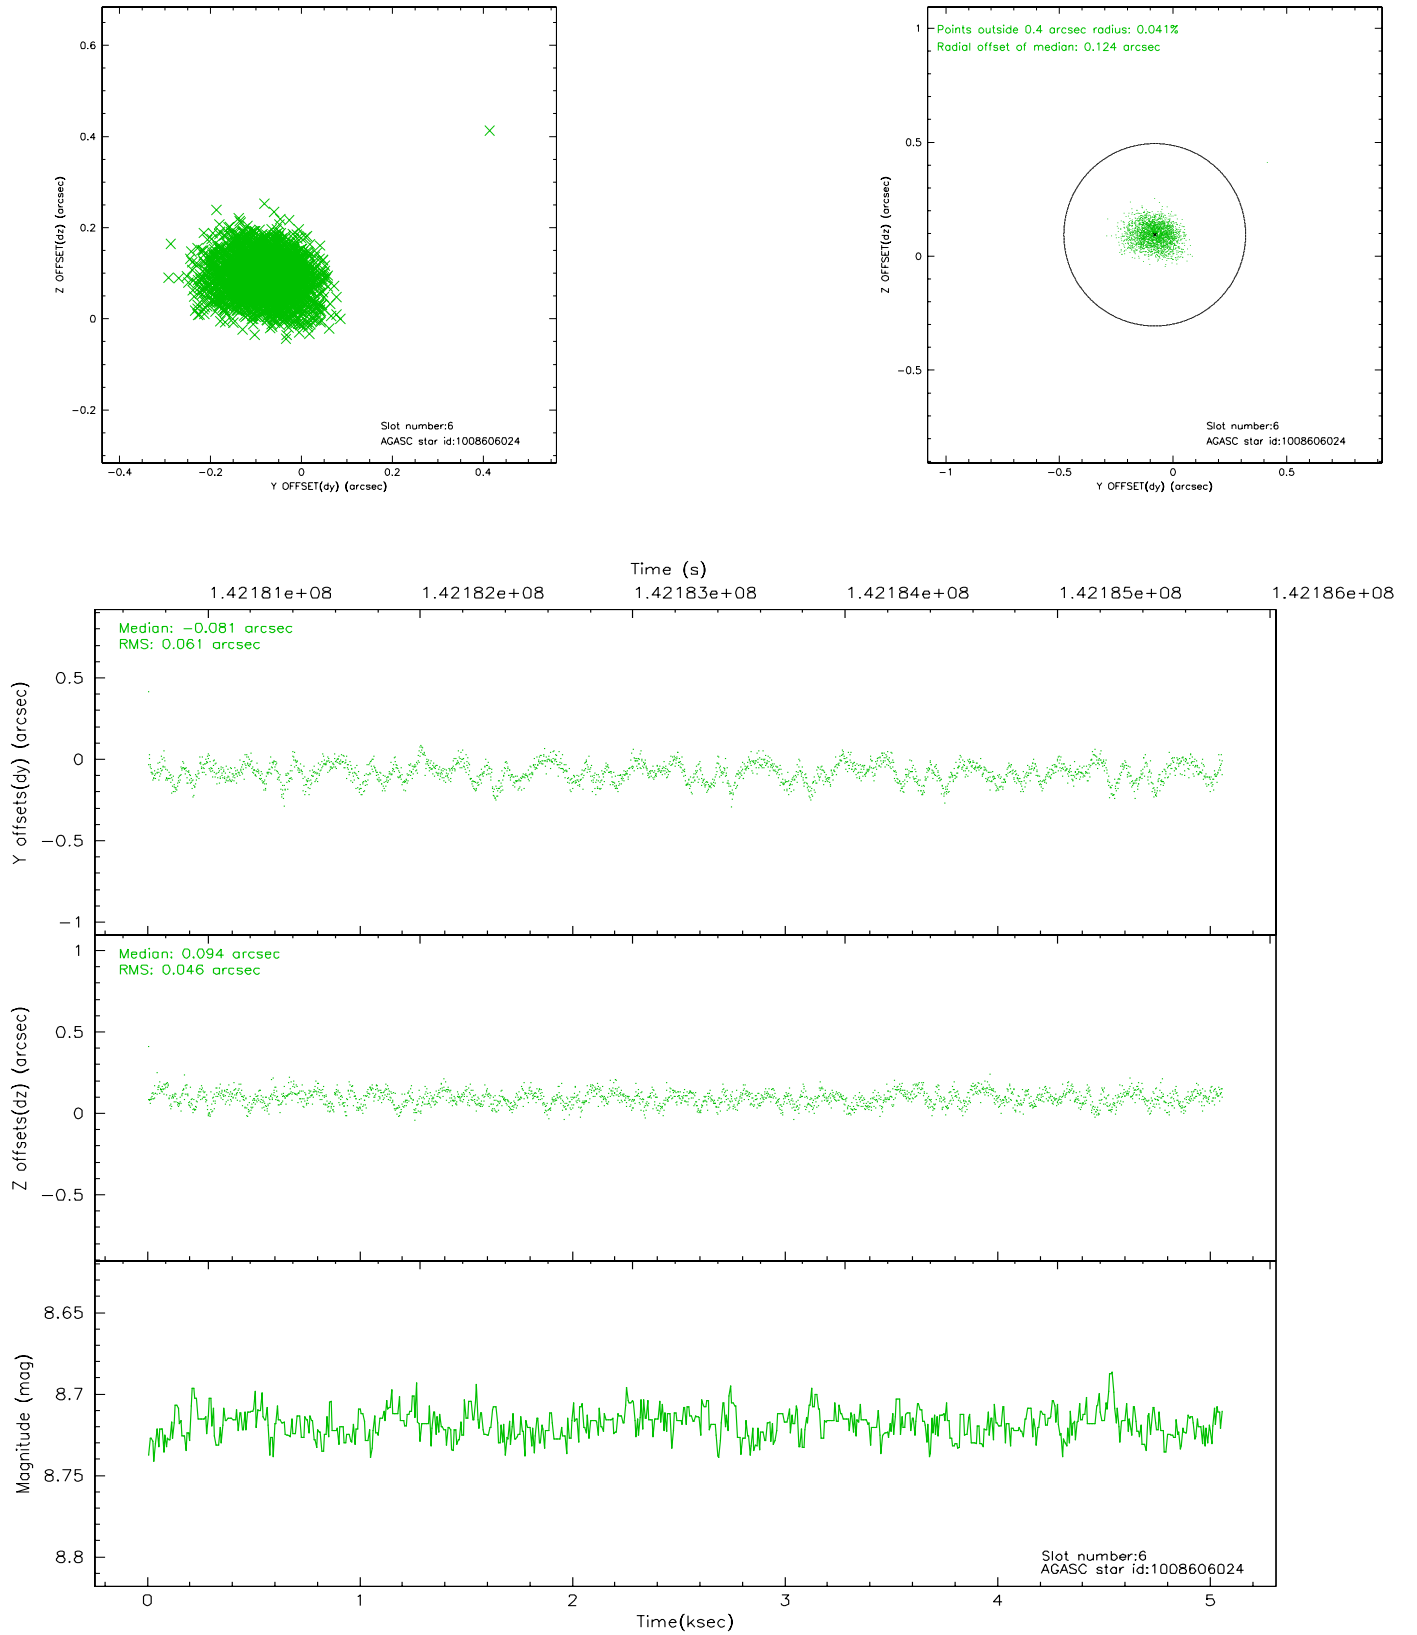 0.6
0.4
0.2
0
−0.2
Z OFFSET(dz) (arcsec)
Slot number:6
AGASC star id:1008606024
−0.4 −0.2 0 0.2 0.4
Y OFFSET(dy) (arcsec)
Points outside 0.4 arcsec radius: 0.041%
Radial offset of median: 0.124 arcsec
1
0.5
0
−0.5
Z OFFSET(dz) (arcsec)
Slot number:6
AGASC star id:1008606024
−1 −0.5 0 0.5
Y OFFSET(dy) (arcsec)
Time (s)
1.42181e+08 1.42182e+08 1.42183e+08 1.42184e+08 1.42185e+08 1.42186e+08
Median: −0.081 arcsec
RMS: 0.061 arcsec
0.5
0
−0.5
−1
Y offsets(dy) (arcsec)
Median: 0.094 arcsec
RMS: 0.046 arcsec
1
0.5
0
−0.5
Z offsets(dz) (arcsec)
8.65
8.7
8.75
8.8
Magnitude (mag)
Slot number:6
AGASC star id:1008606024
0 1 2 3 4 5
Time(ksec)